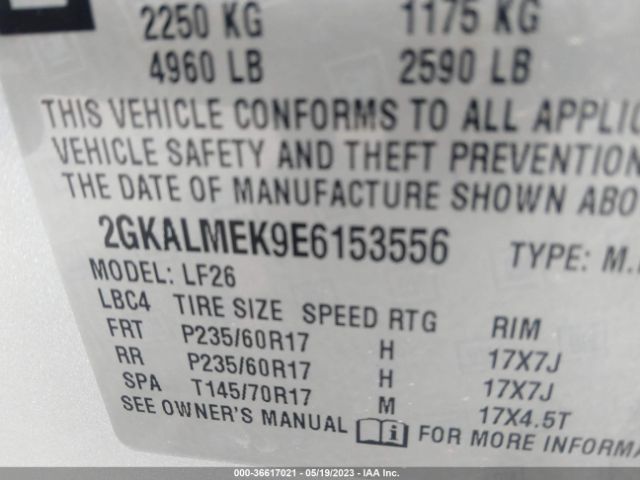 2250 KG 1175 KG
4960 LB 2590 LB
THIS VEHICLE CONFORMS TO ALL APPLIC
VEHICLE SAFETY AND THEFT PREVENTION
THE DATE OF MANUFACTURE SHOWN ABO
2GKALMEK9E6153556 TYPE: M.
MODEL: LF26
LBC4 TIRE SIZE SPEED RTG RIM
FRT P235/60R17 H 17X7J
RR P235/60R17 H 17X7J
SPA T145/70R17 M 17X4.5T
SEE OWNER'S MANUAL i FOR MORE INFORMA
000-36617021 - 05/19/2023 - IAA Inc.